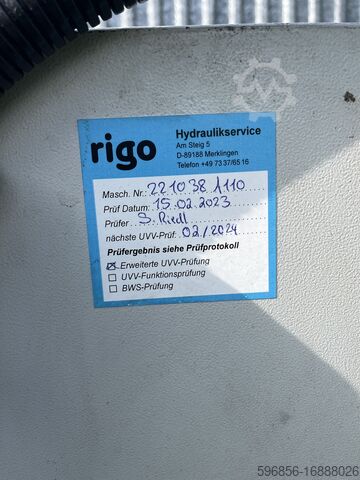 rigo
Hydraulikservice
Am Steig 5
D-89188 Merklingen
Telefon +49 73 37/65 16
Masch. Nr.: 221038 1110
Prüf Datum: 15.02.2023
Prüfer S. Riedl
nächste UVV-Prüf. 02/2024
Prüfergebnis siehe Prüfprotokoll
Erweiterte UVV-Prüfung
UVV-Funktionsprüfung
BWS-Prüfung
596856-16888026